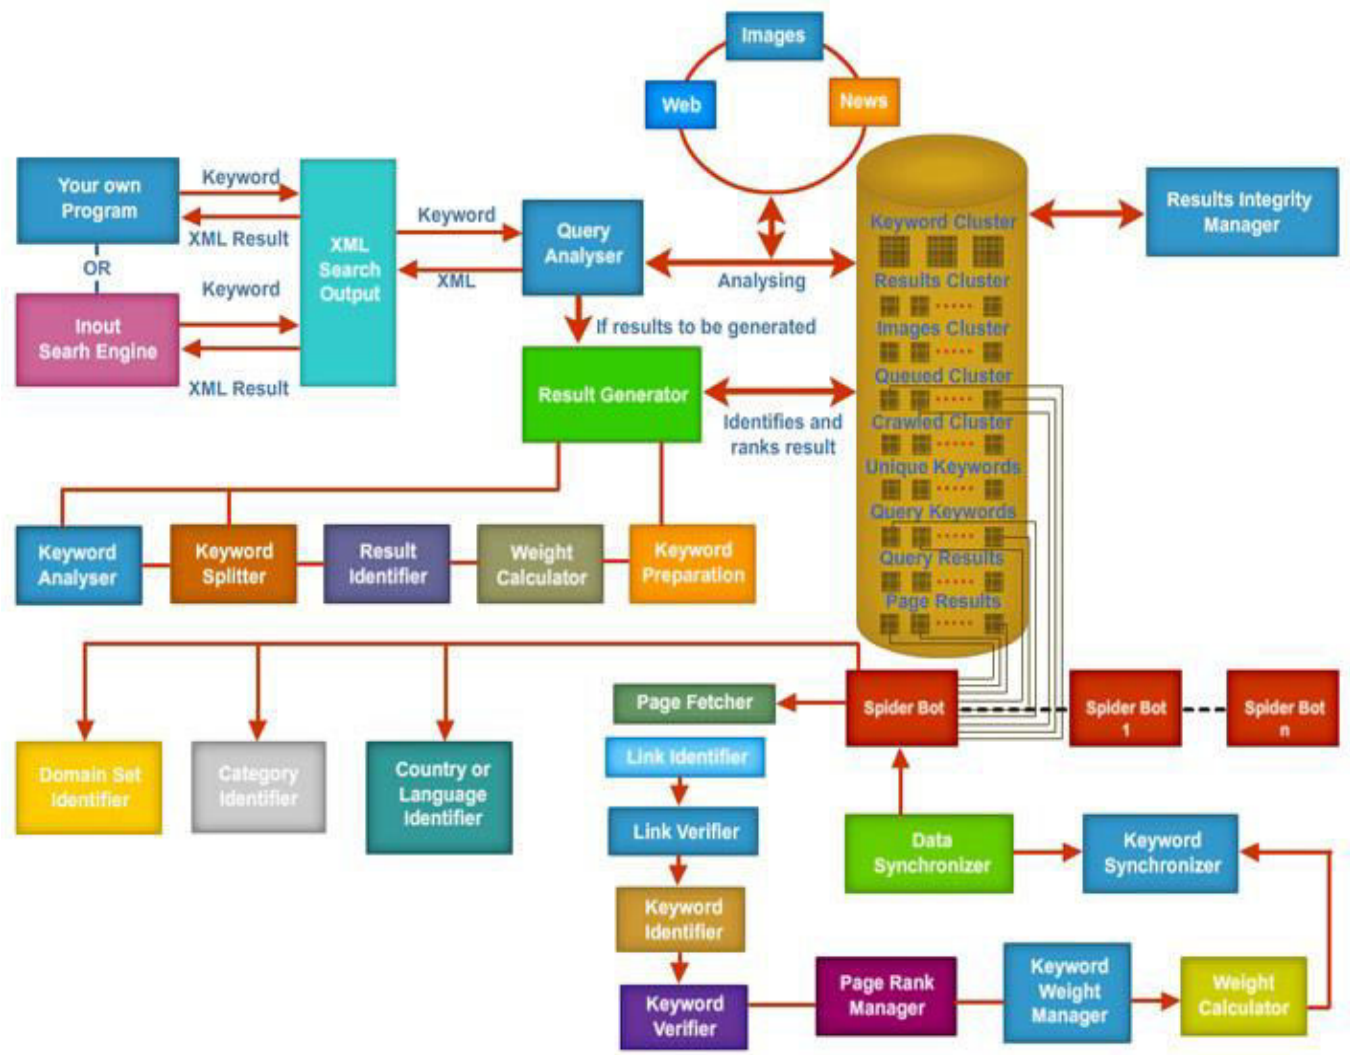 Images
Web
News
Your own
Program
Keyword
XML Result
OR
Keyword
Inout
Searh Engine
XML Result
XML
Search
Output
Keyword
XML
Query
Analyser
Analysing
If results to be generated
Result Generator
Identifies and
ranks result
Keyword Cluster
Results Cluster
Images Cluster
Queued Cluster
Crawled Cluster
Unique Keywords
Query Keywords
Query Results
Page Results
Results Integrity
Manager
Keyword
Analyser
Keyword
Splitter
Result
Identifier
Weight
Calculator
Keyword
Preparation
Domain Set
Identifier
Category
Identifier
Country or
Language
Identifier
Page Fetcher
Spider Bot
Spider Bot
1
Spider Bot
n
Link Identifier
Link Verifier
Keyword
Identifier
Keyword
Verifier
Data
Synchronizer
Keyword
Synchronizer
Page Rank
Manager
Keyword
Weight
Manager
Weight
Calculator